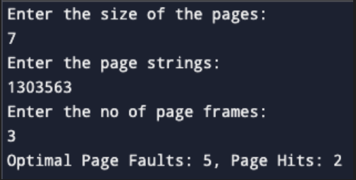 Enter the size of the pages:
7
Enter the page strings:
1303563
Enter the no of page frames:
3
Optimal Page Faults: 5, Page Hits: 2